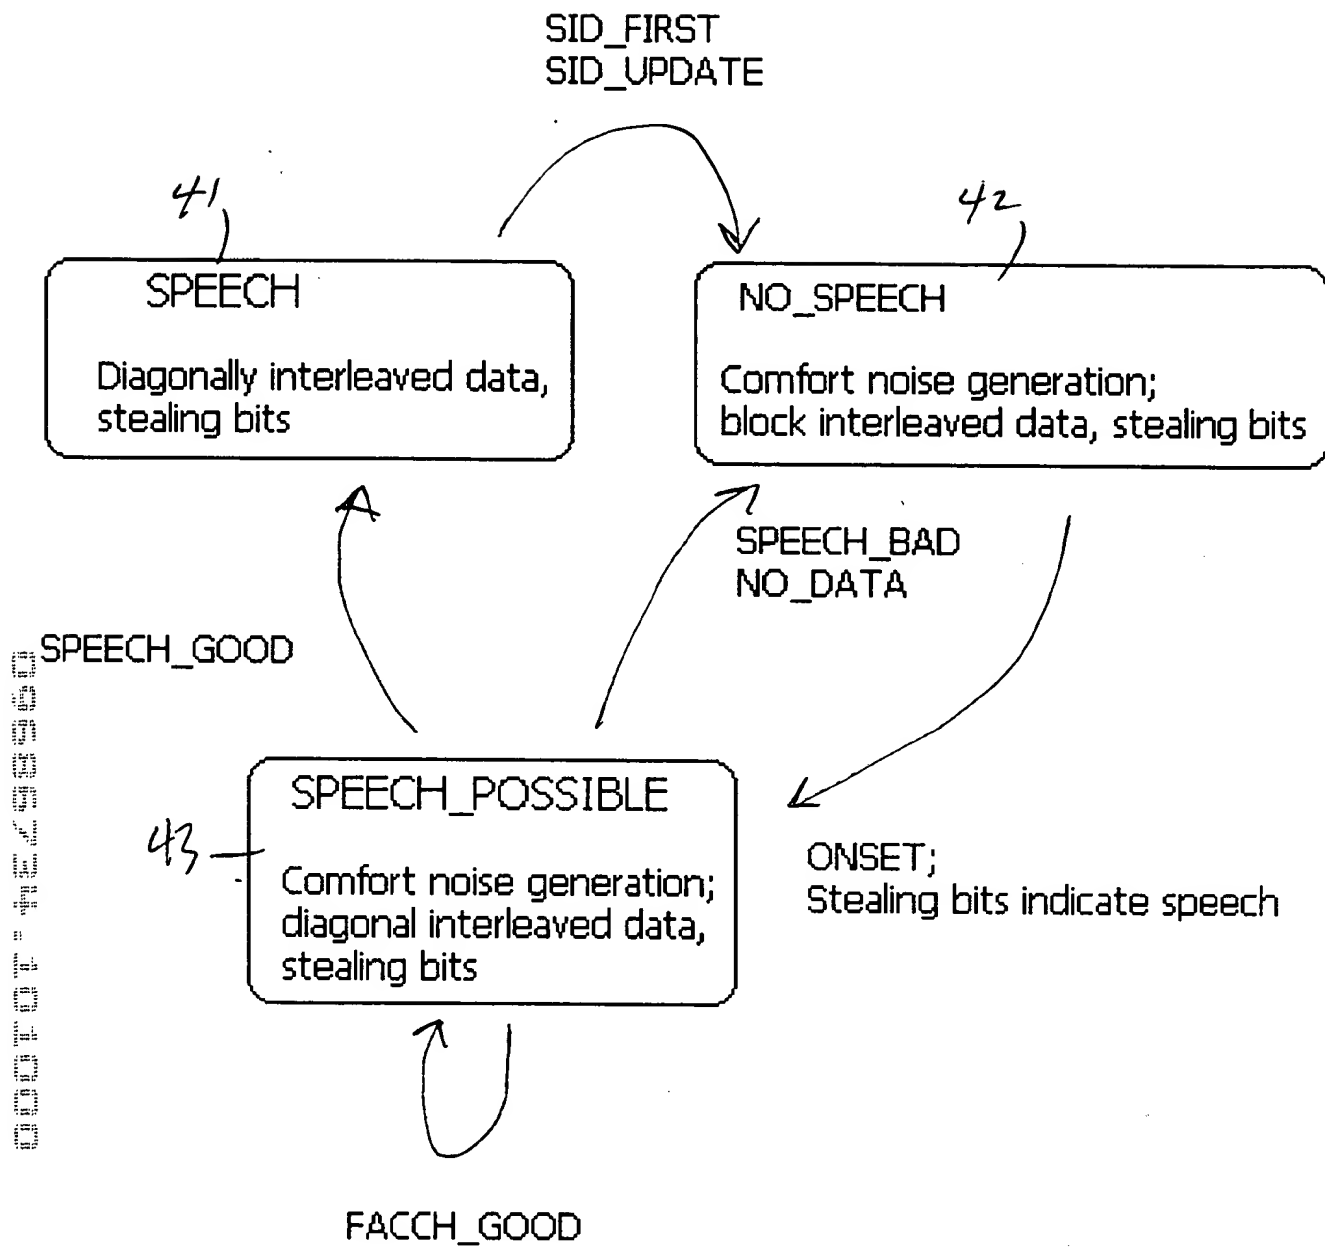 SID_FIRST
SID_UPDATE
41
42
SPEECH
Diagonally interleaved data,
stealing bits
NO_SPEECH
Comfort noise generation;
block interleaved data, stealing bits
SPEECH_BAD
NO_DATA
SPEECH_GOOD
SPEECH_POSSIBLE
43
Comfort noise generation;
diagonal interleaved data,
stealing bits
ONSET;
Stealing bits indicate speech
FACCH_GOOD
09686734.101000